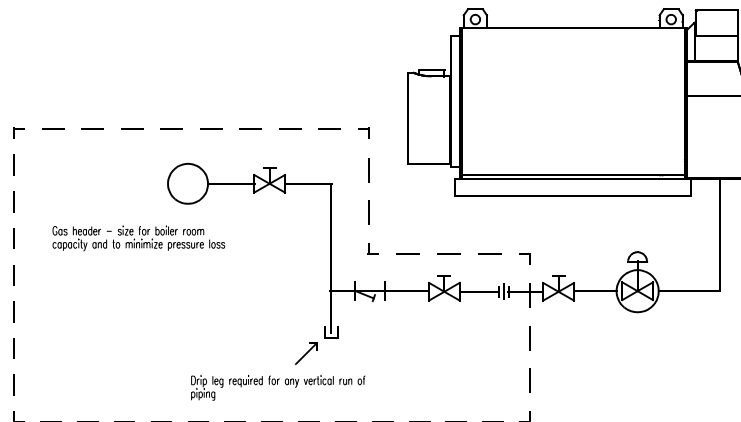 Gas header - size for boiler room
capacity and to minimize pressure loss
Drip leg required for any vertical run of
piping